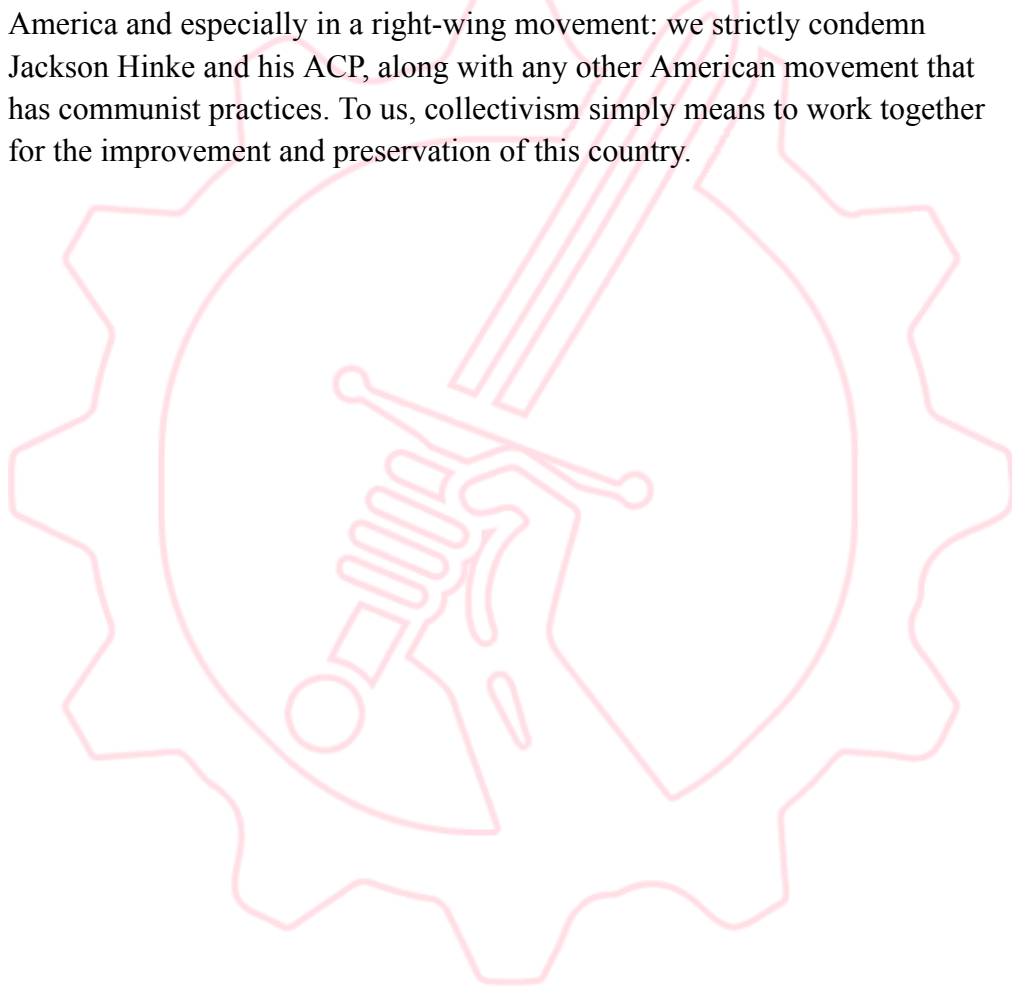 America and especially in a right-wing movement: we strictly condemn
Jackson Hinke and his ACP, along with any other American movement that
has communist practices. To us, collectivism simply means to work together
for the improvement and preservation of this country.